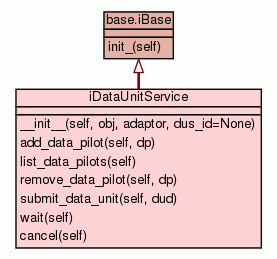 base.iBase
init_(self)
iDataUnitService
__init__(self, obj, adaptor, dus_id=None)
add_data_pilot(self, dp)
list_data_pilots(self)
remove_data_pilot(self, dp)
submit_data_unit(self, dud)
wait(self)
cancel(self)